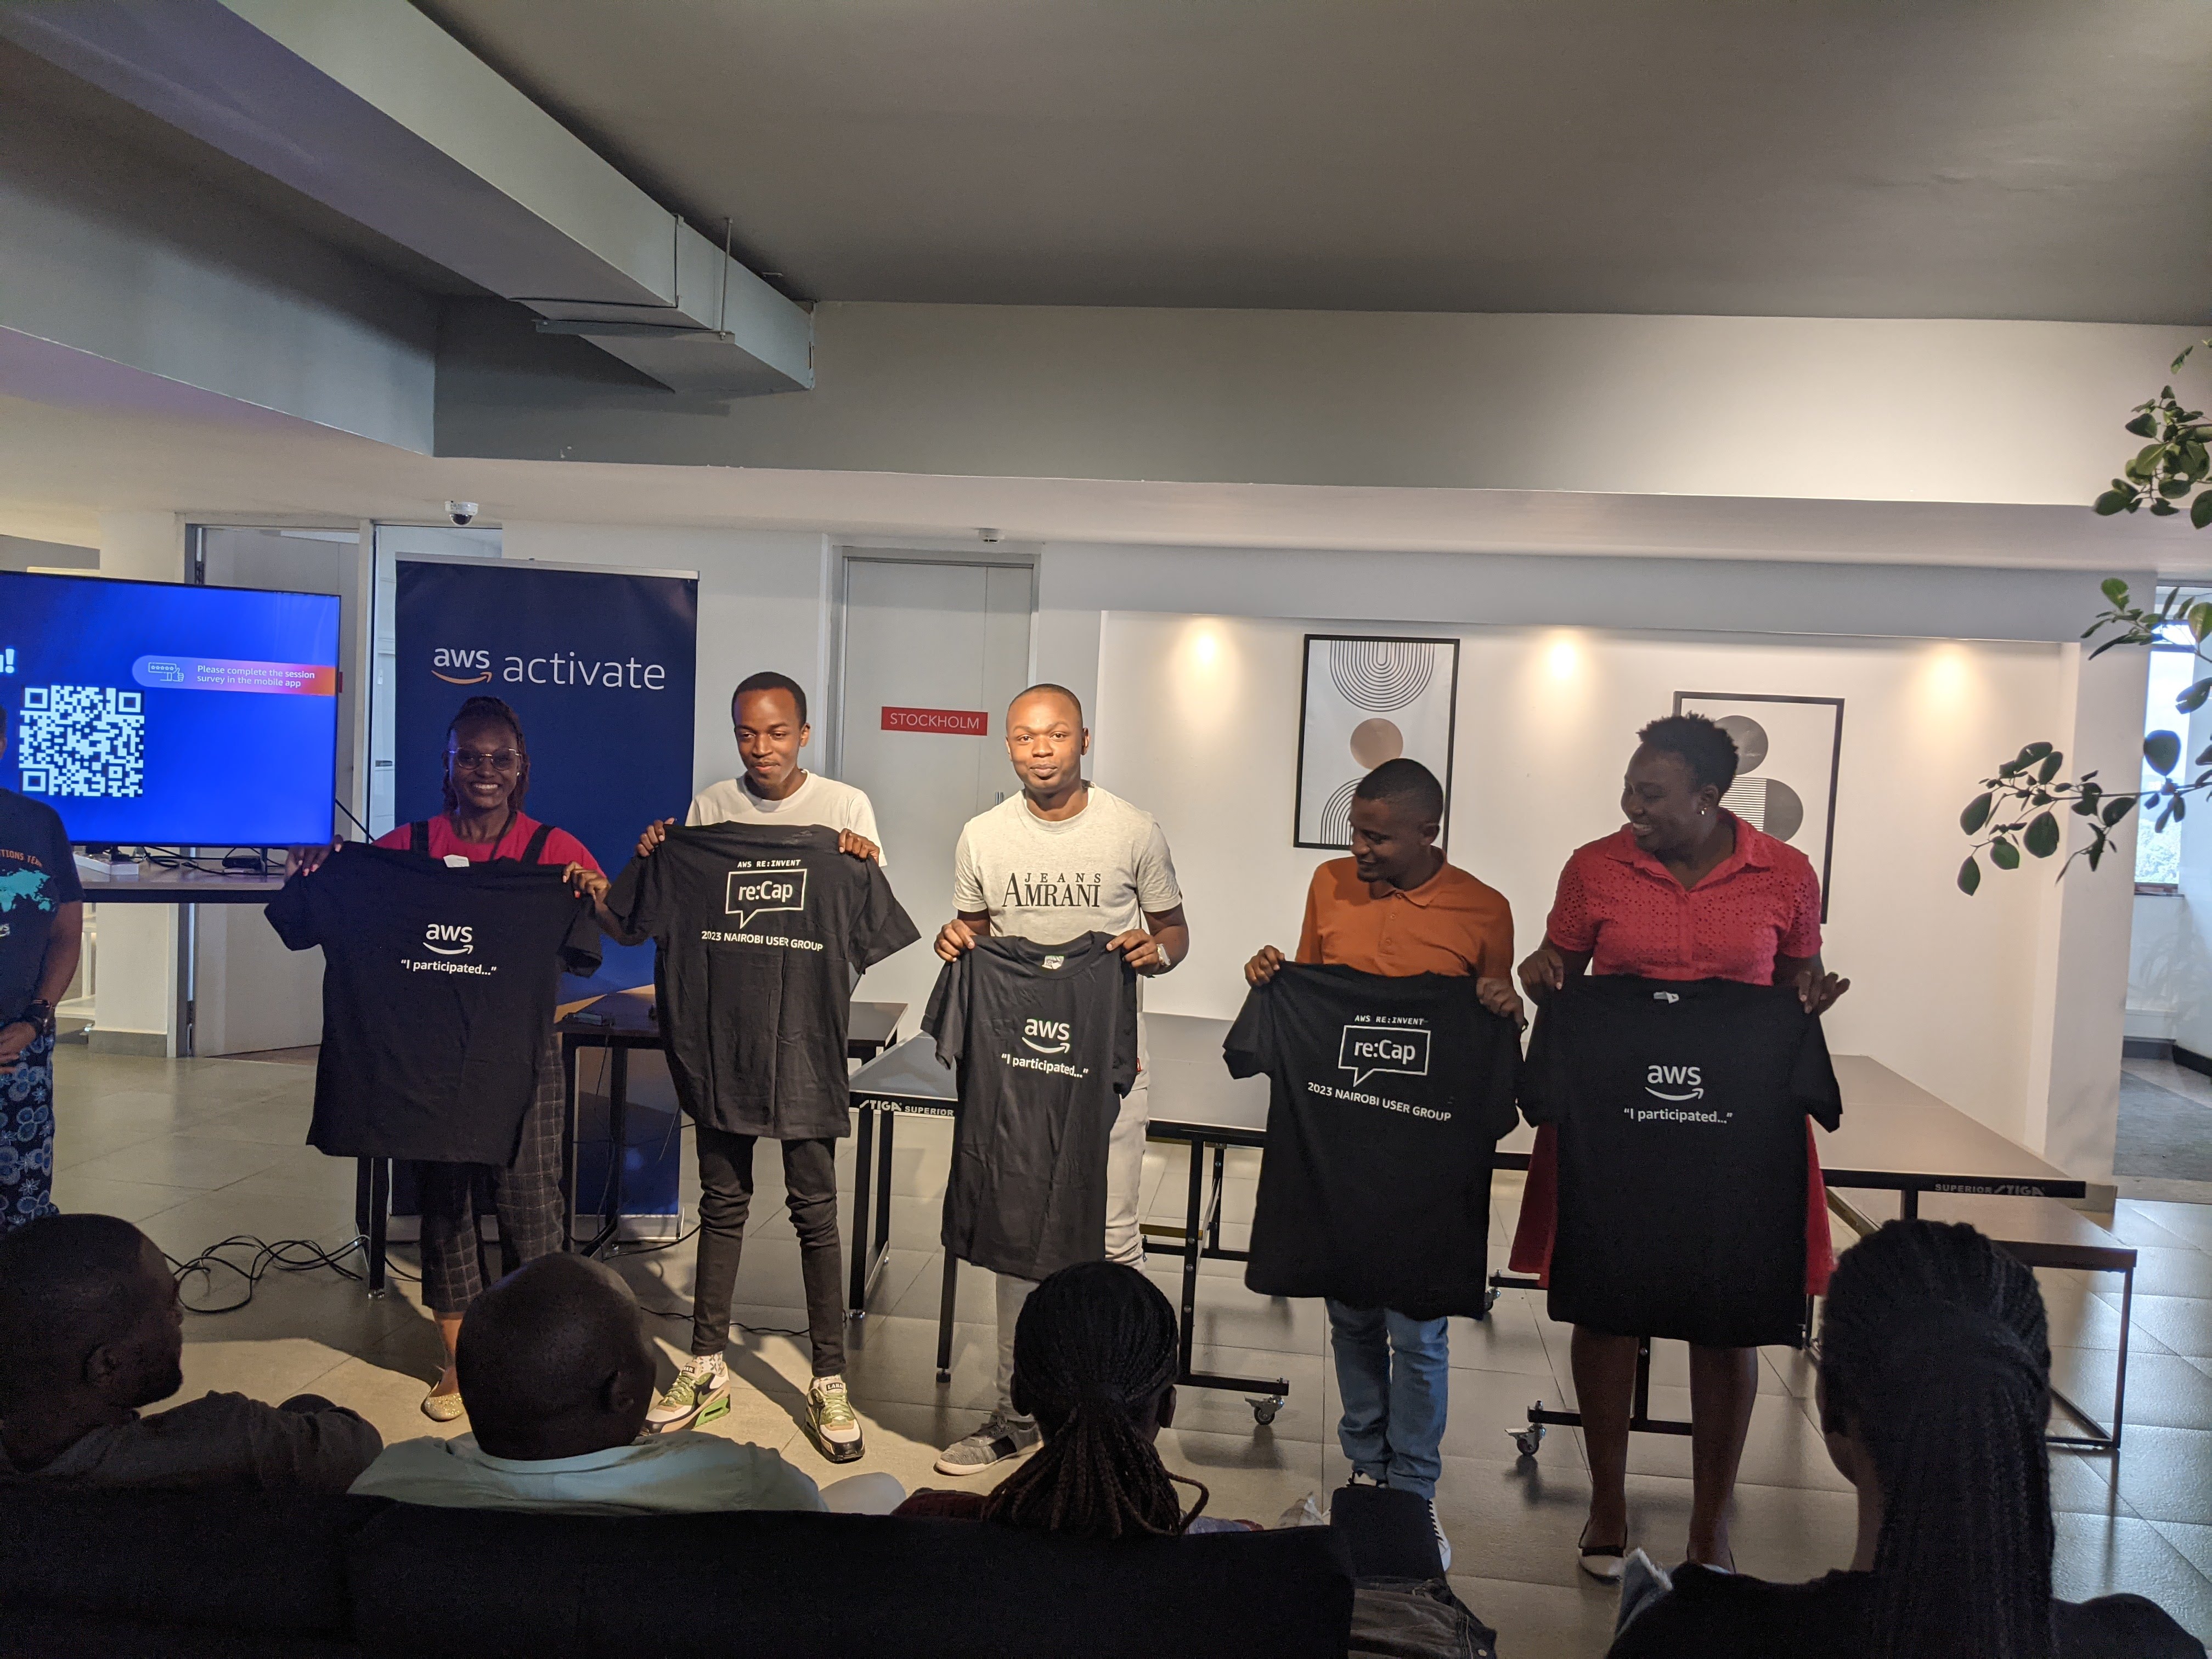 Please complete the session
survey in the mobile app
aws activate
STOCKHOLM
aws
"I participated..."
AWS RE:INVENT
re:Cap
2023 NAIROBI USER GROUP
JEANS
AMRANI
aws
"I participated..."
AWS RE:INVENT
re:Cap
2023 NAIROBI USER GROUP
aws
"I participated..."
STIGA SUPERIOR
SUPERIOR STIGA